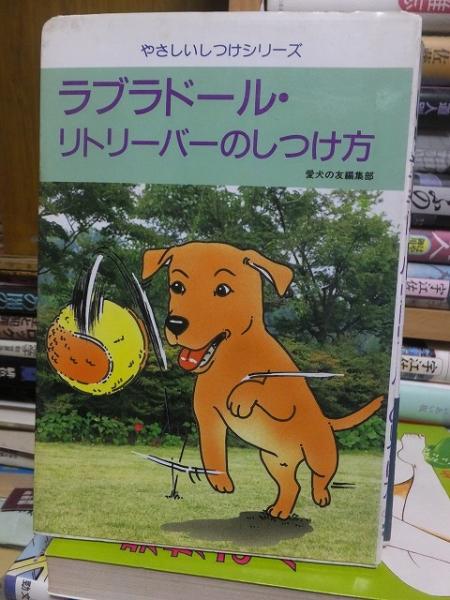 やさしいしつけシリーズ
ラブラドール・
リトリーバーのしつけ方
愛犬の友編集部